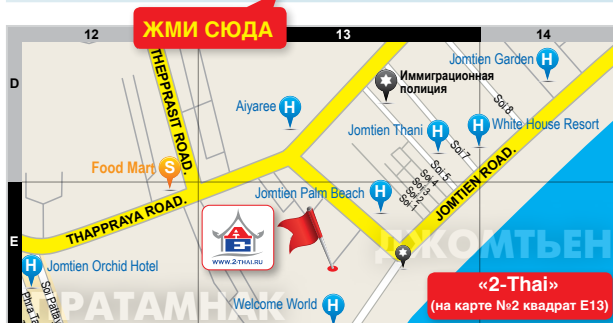 ЖМИ СЮДА
12
13
14
D
THEPPRASIT ROAD.
Jomtien Garden
Иммиграционная
полиция
Soi 8
Aiyaree
Jomtien Thani
White House Resort
Soi 7
Food Mart
Soi 5
Soi 4
Soi 3
Soi 2
Soi 1
Jomtien Palm Beach
JOMTIEN ROAD.
THAPPRAYA ROAD.
E
WWW.2-THAI.RU
ДЖОМТЬЕН
Jomtien Orchid Hotel
«2-Thai»
(на карте №2 квадрат E13)
ПРАТАМНАК
Welcome World
Soi Pattay
Phra Ta